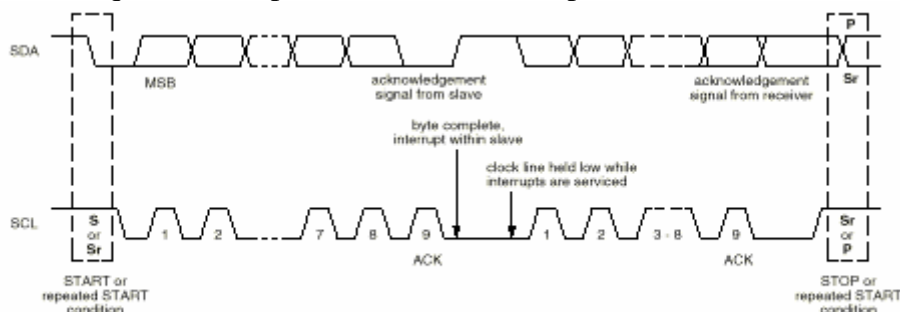 P
SDA
MSB
acknowledgement
signal from slave
acknowledgement
signal from receiver
Sr
byte complete,
interrupt within slave
clock line held low while
interrupts are serviced
SCL
S
or
Sr
1
2
7
8
9
1
2
3 - 8
9
Sr
or
P
ACK
ACK
START or
repeated START
condition
STOP or
repeated START
condition